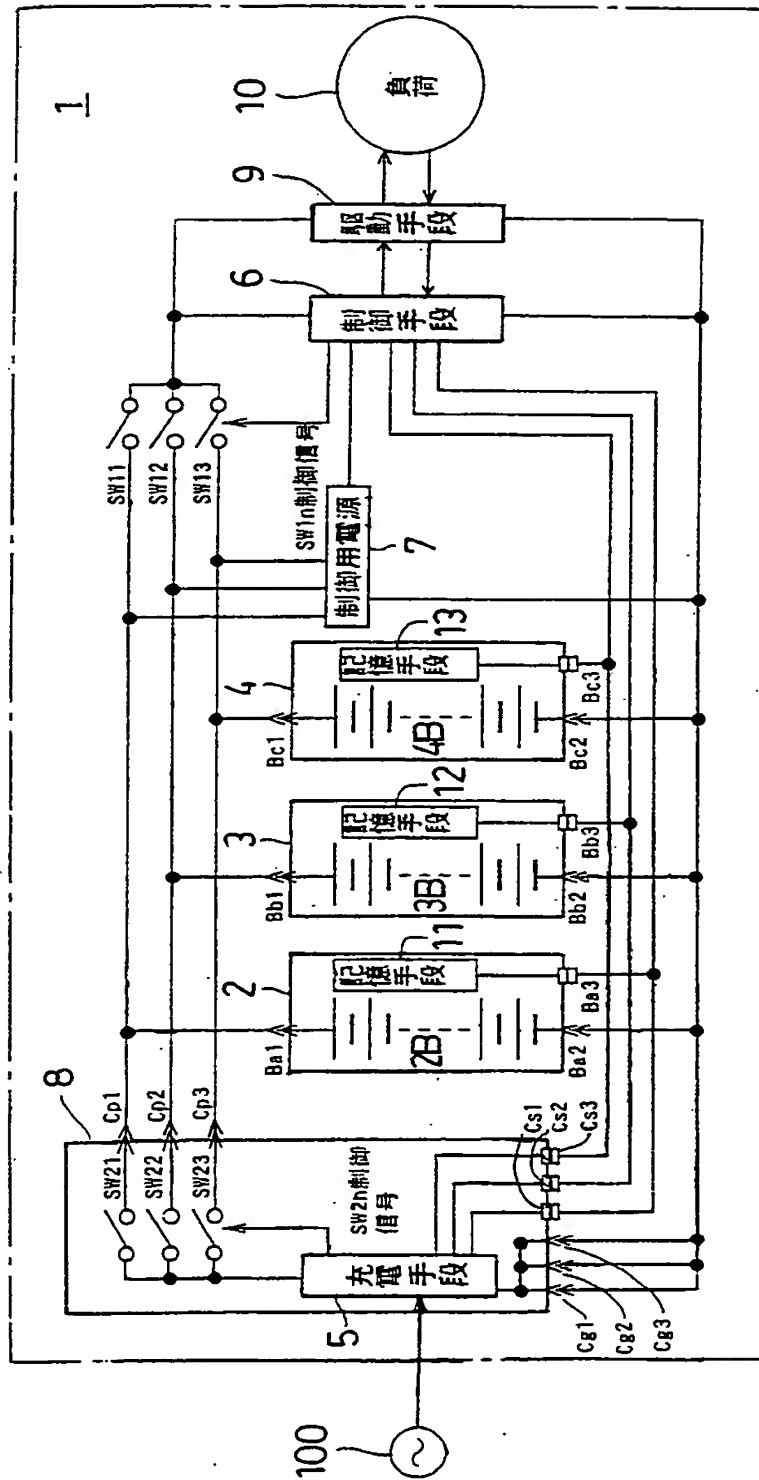 1
8
SW21
SW22
SW23
Cp1
Cp2
Cp3
SW2n制御
信号
充電手段
5
100
Cg1
Cg2
Cg3
Cs1
Cs2
Cs3
2
Ba1
記憶手段
11
2B
Ba2
Ba3
3
Bb1
記憶手段
12
3B
Bb2
Bb3
4
Bc1
記憶手段
13
4B
Bc2
Bc3
SW11
SW12
SW13
SW1n制御信号
制御用電源
7
6
制御手段
9
駆動手段
10
負荷